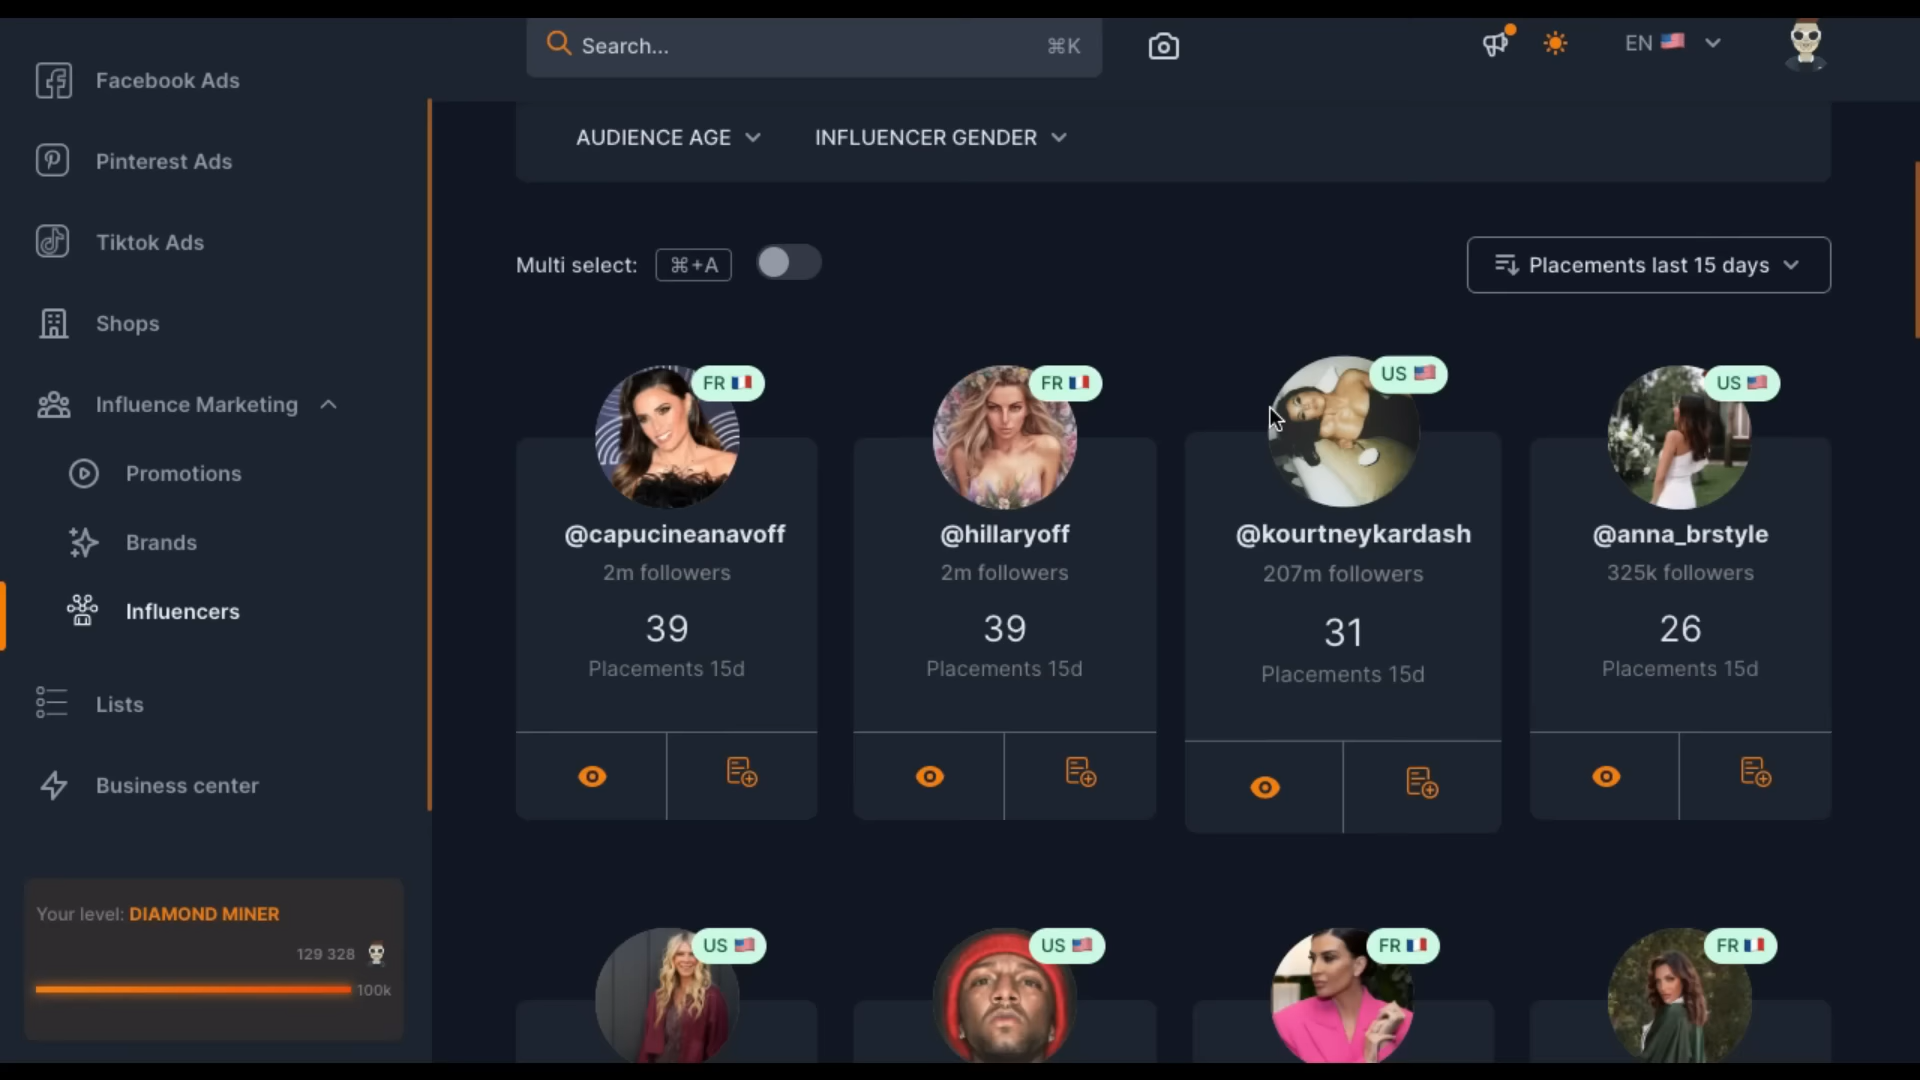 Search...
⌘K
EN
Facebook Ads
Pinterest Ads
Tiktok Ads
Shops
Influence Marketing
Promotions
Brands
Influencers
Lists
Business center
Your level: DIAMOND MINER
129 328
100k
AUDIENCE AGE
INFLUENCER GENDER
Multi select:
⌘+A
Placements last 15 days
FR
@capucineanavoff
2m followers
39
Placements 15d
FR
@hillaryoff
2m followers
39
Placements 15d
US
@kourtneykardash
207m followers
31
Placements 15d
US
@anna_brstyle
325k followers
26
Placements 15d
US
US
FR
FR